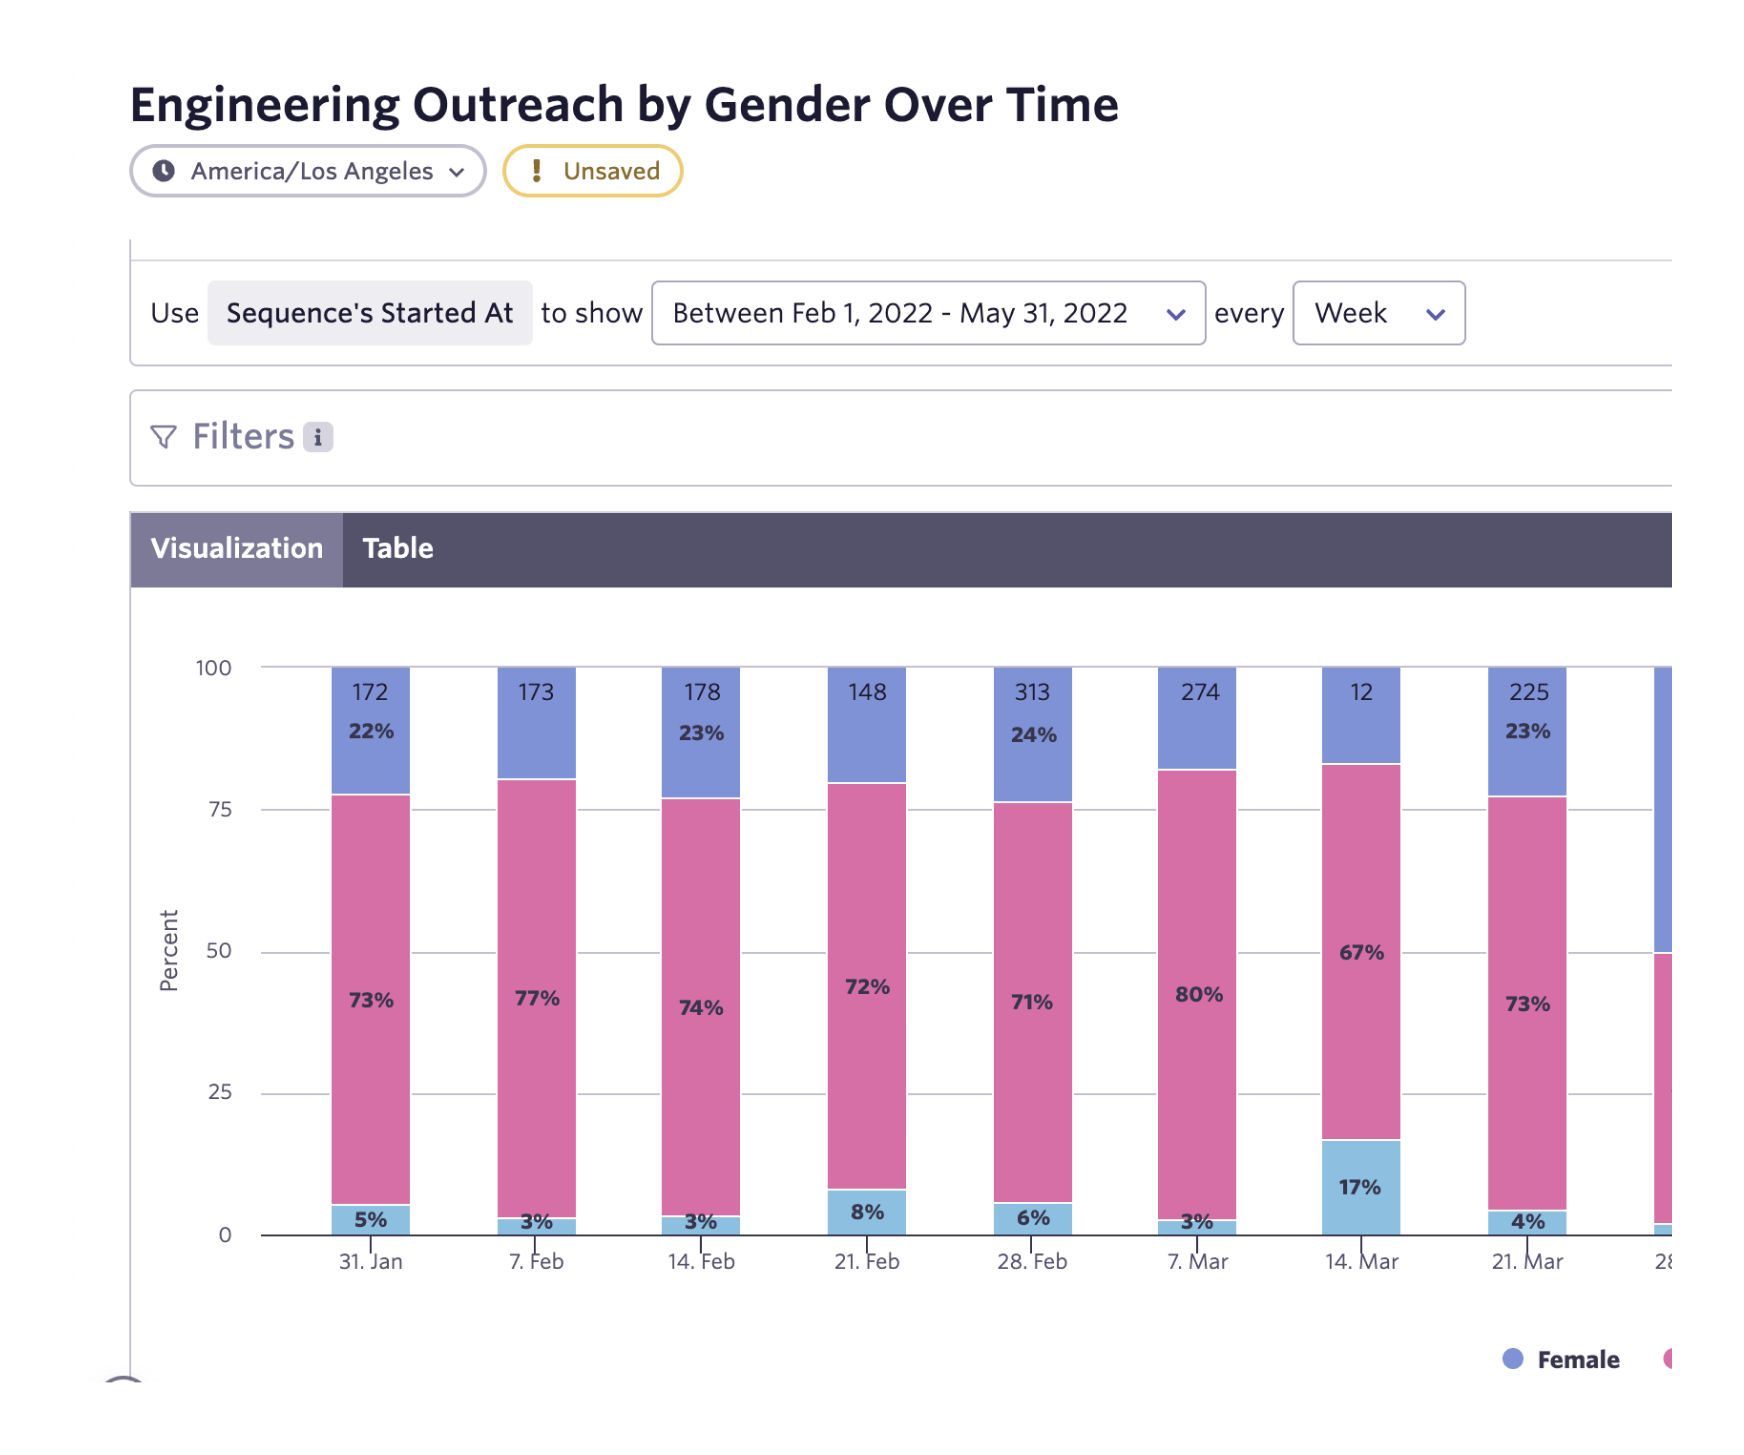 Engineering Outreach by Gender Over Time
America/Los Angeles
! Unsaved
Use Sequence's Started At to show Between Feb 1, 2022 - May 31, 2022 every Week
Filters i
Visualization Table
100
75
50
25
0
Percent
172 173 178 148 313 274 12 225
22% 23% 24% 23%
73% 77% 74% 72% 71% 80% 67% 73%
5% 3% 3% 8% 6% 3% 17% 4%
31. Jan 7. Feb 14. Feb 21. Feb 28. Feb 7. Mar 14. Mar 21. Mar 28
Female